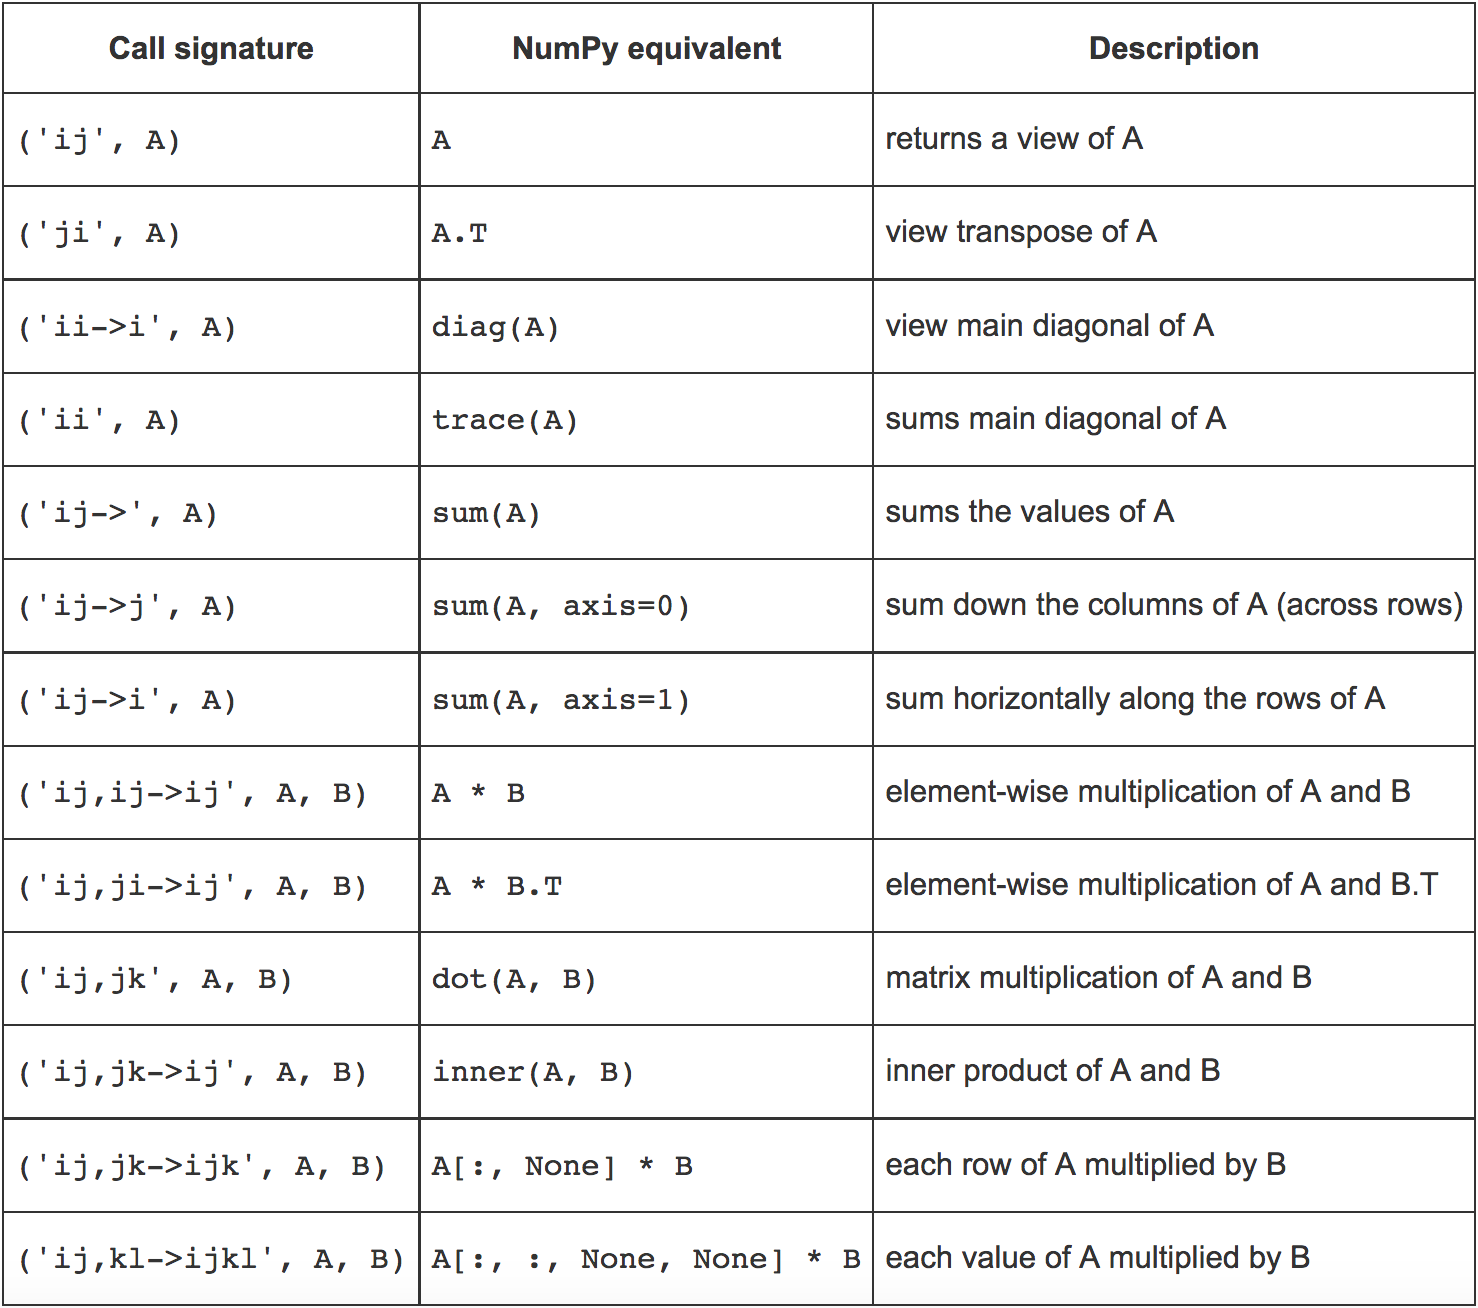 Call signature NumPy equivalent Description
('ij', A) A returns a view of A
('ji', A) A.T view transpose of A
('ii->i', A) diag(A) view main diagonal of A
('ii', A) trace(A) sums main diagonal of A
('ij->', A) sum(A) sums the values of A
('ij->j', A) sum(A, axis=0) sum down the columns of A (across rows)
('ij->i', A) sum(A, axis=1) sum horizontally along the rows of A
('ij,ij->ij', A, B) A * B element-wise multiplication of A and B
('ij,ji->ij', A, B) A * B.T element-wise multiplication of A and B.T
('ij,jk', A, B) dot(A, B) matrix multiplication of A and B
('ij,jk->ij', A, B) inner(A, B) inner product of A and B
('ij,jk->ijk', A, B) A[:, None] * B each row of A multiplied by B
('ij,kl->ijkl', A, B) A[:, :, None, None] * B each value of A multiplied by B